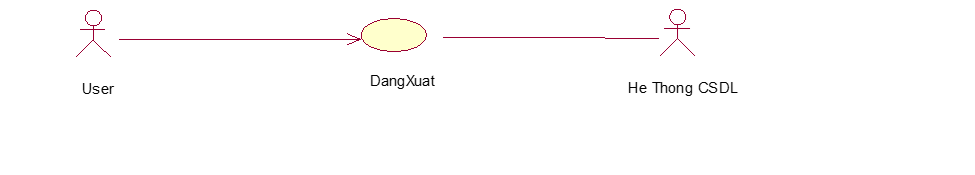 User
DangXuat
He Thong CSDL